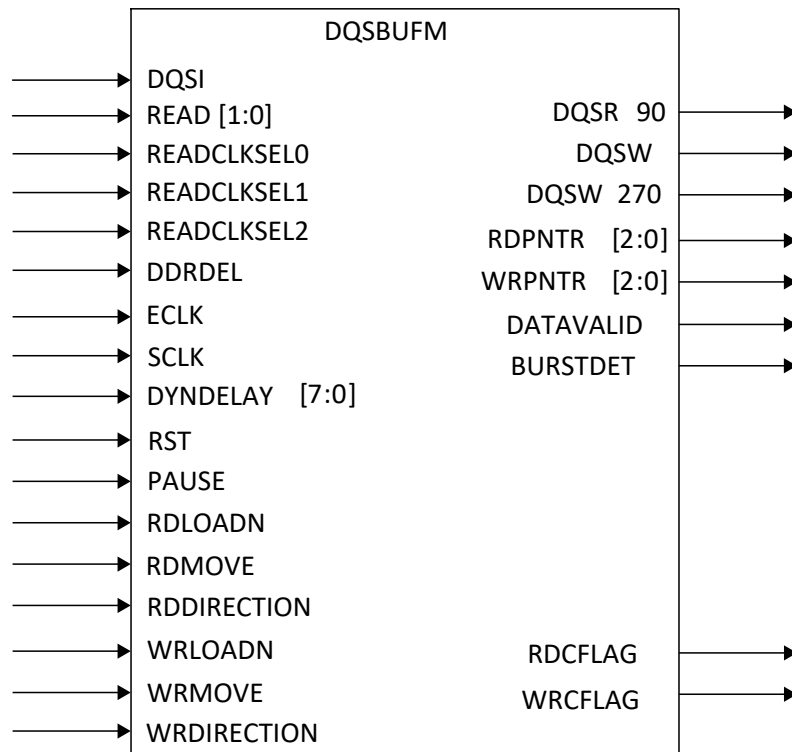 DQSBUFM
DQSI
READ [1:0]
READCLKSEL0
READCLKSEL1
READCLKSEL2
DDRDEL
ECLK
SCLK
DYNDELAY [7:0]
RST
PAUSE
RDLOADN
RDMOVE
RDDIRECTION
WRLOADN
WRMOVE
WRDIRECTION
DQSR 90
DQSW
DQSW 270
RDPNTR [2:0]
WRPNTR [2:0]
DATAVALID
BURSTDET
RDCFLAG
WRCFLAG